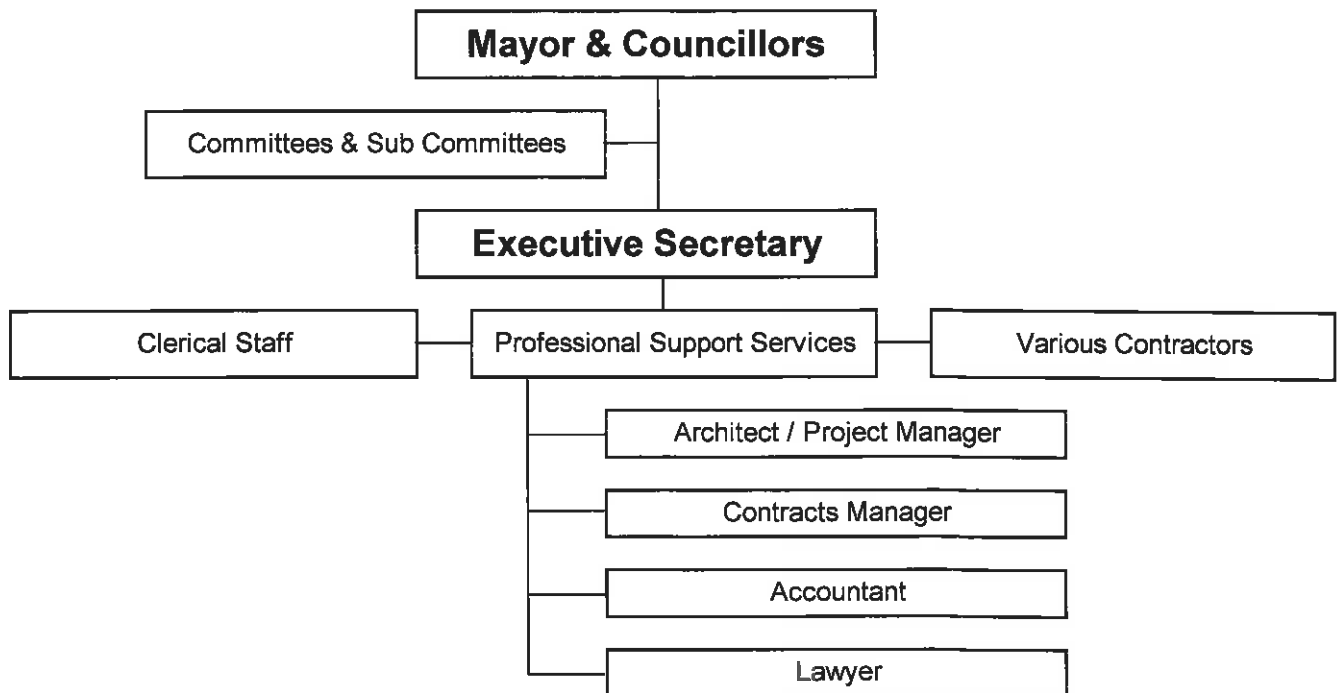 Mayor & Councillors
Committees & Sub Committees
Executive Secretary
Clerical Staff
Professional Support Services
Various Contractors
Architect / Project Manager
Contracts Manager
Accountant
Lawyer